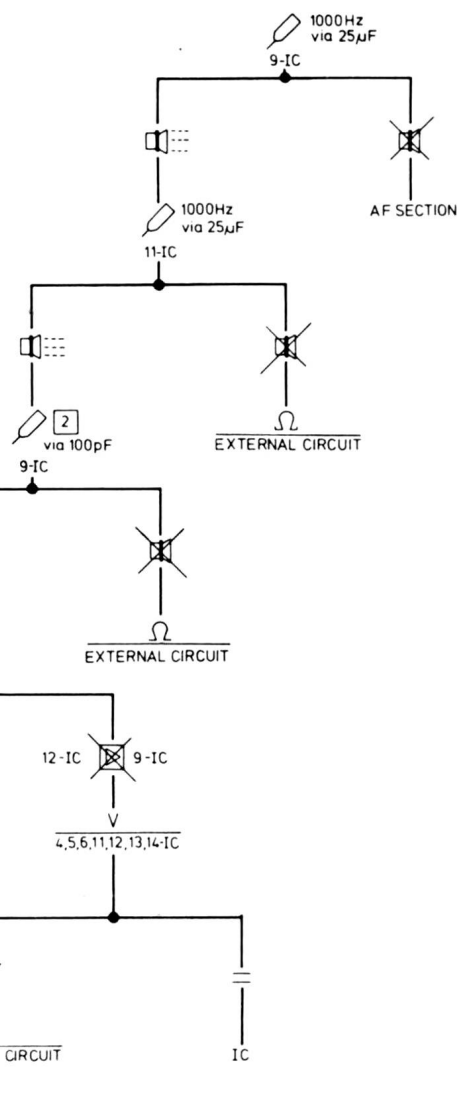 1000Hz
via 25µF
9-IC
AF SECTION
1000Hz
via 25µF
11-IC
Ω
EXTERNAL CIRCUIT
2
via 100pF
9-IC
Ω
EXTERNAL CIRCUIT
12-IC 9-IC
V
4,5,6,11,12,13,14-IC
CIRCUIT
IC